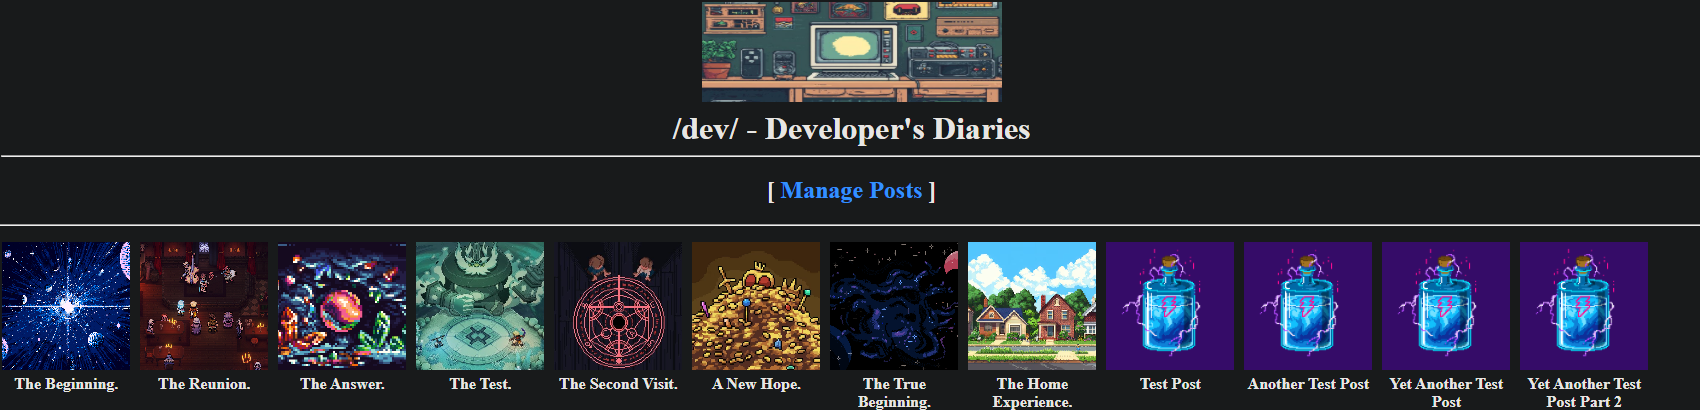 /dev/ - Developer's Diaries
[ Manage Posts ]
The Beginning.
The Reunion.
The Answer.
The Test.
The Second Visit.
A New Hope.
The True
Beginning.
The Home
Experience.
Test Post
Another Test Post
Yet Another Test
Post
Yet Another Test
Post Part 2